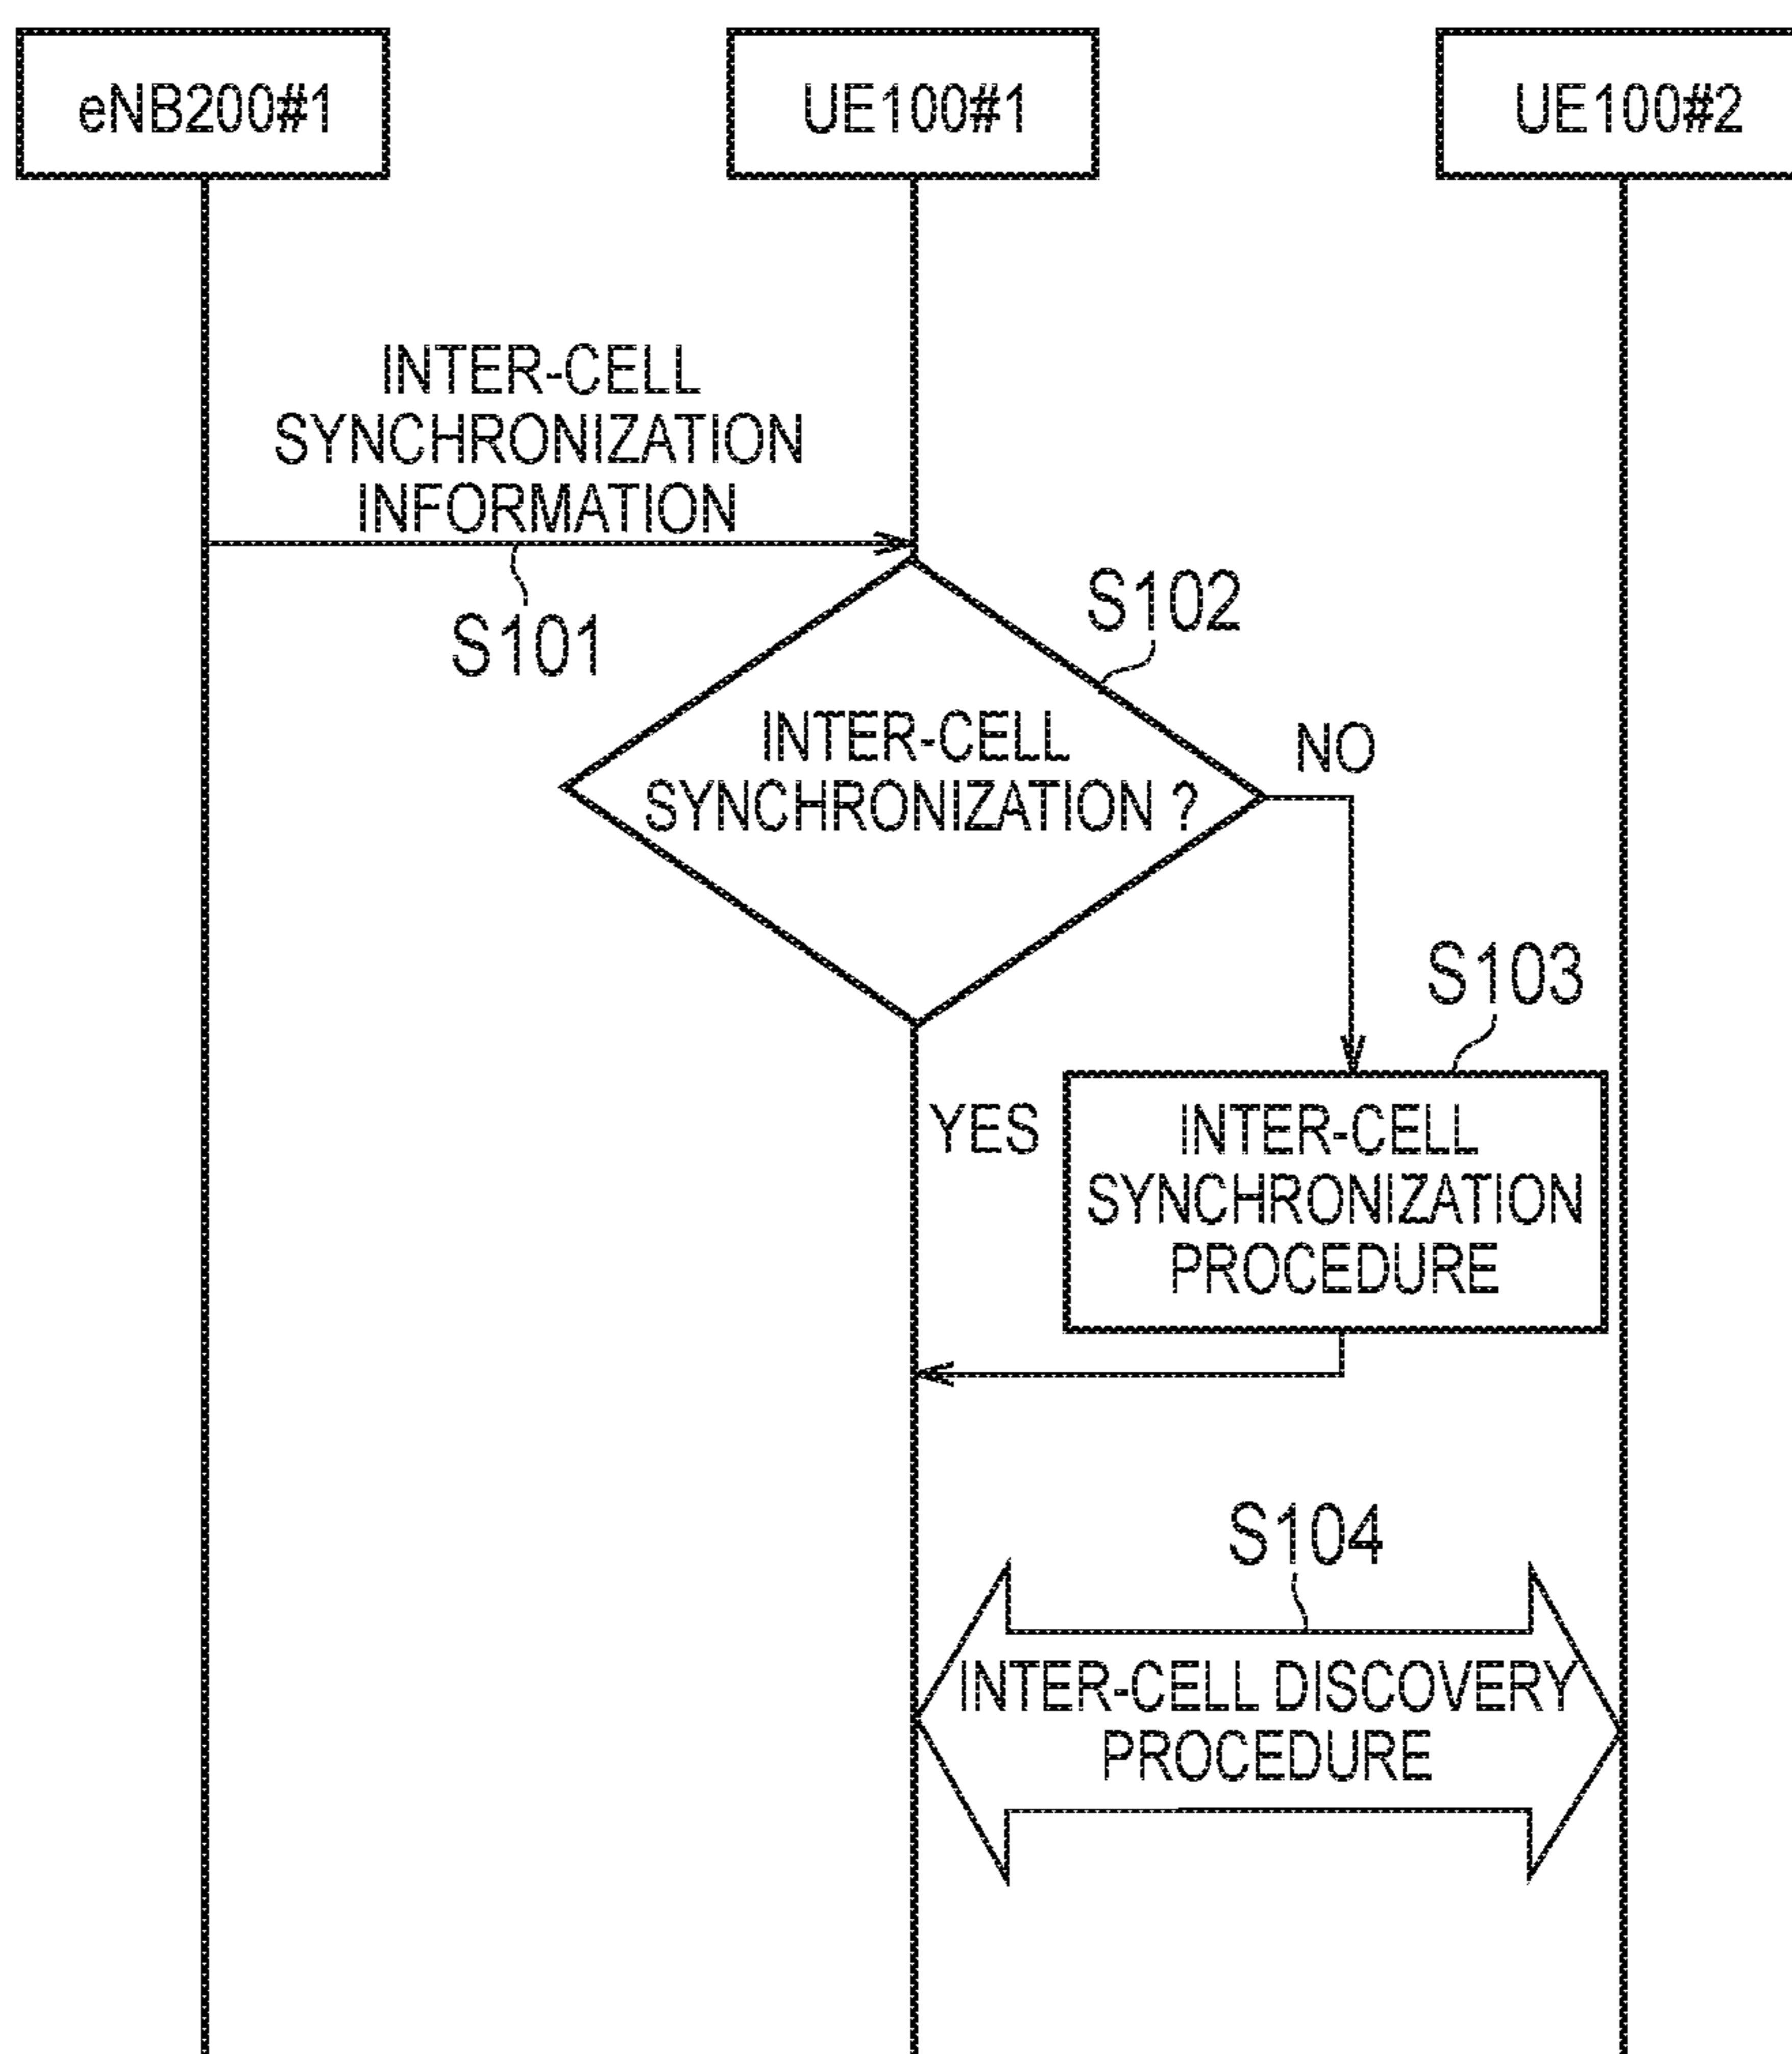 eNB200#1
UE100#1
UE100#2
INTER-CELL
SYNCHRONIZATION
INFORMATION
S101
S102
INTER-CELL
SYNCHRONIZATION ?
NO
S103
YES
INTER-CELL
SYNCHRONIZATION
PROCEDURE
S104
INTER-CELL DISCOVERY
PROCEDURE